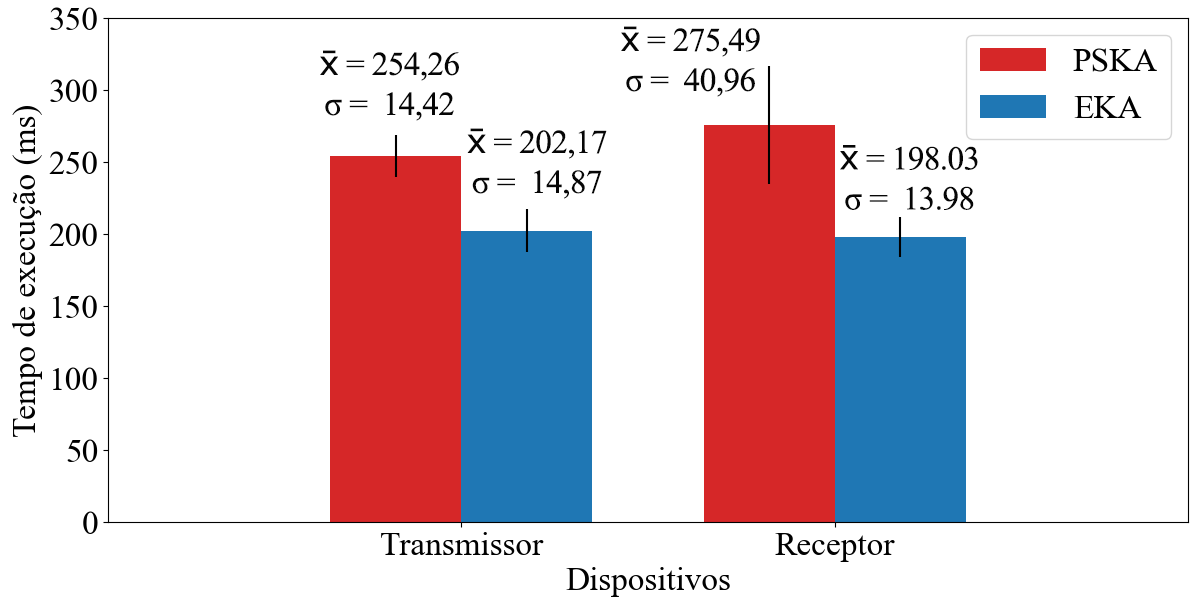 350
300
250
200
150
100
50
0
Tempo de execução (ms)
x̄ = 254,26
σ = 14,42
x̄ = 202,17
σ = 14,87
x̄ = 275,49
σ = 40,96
x̄ = 198.03
σ = 13.98
PSKA
EKA
Transmissor
Receptor
Dispositivos